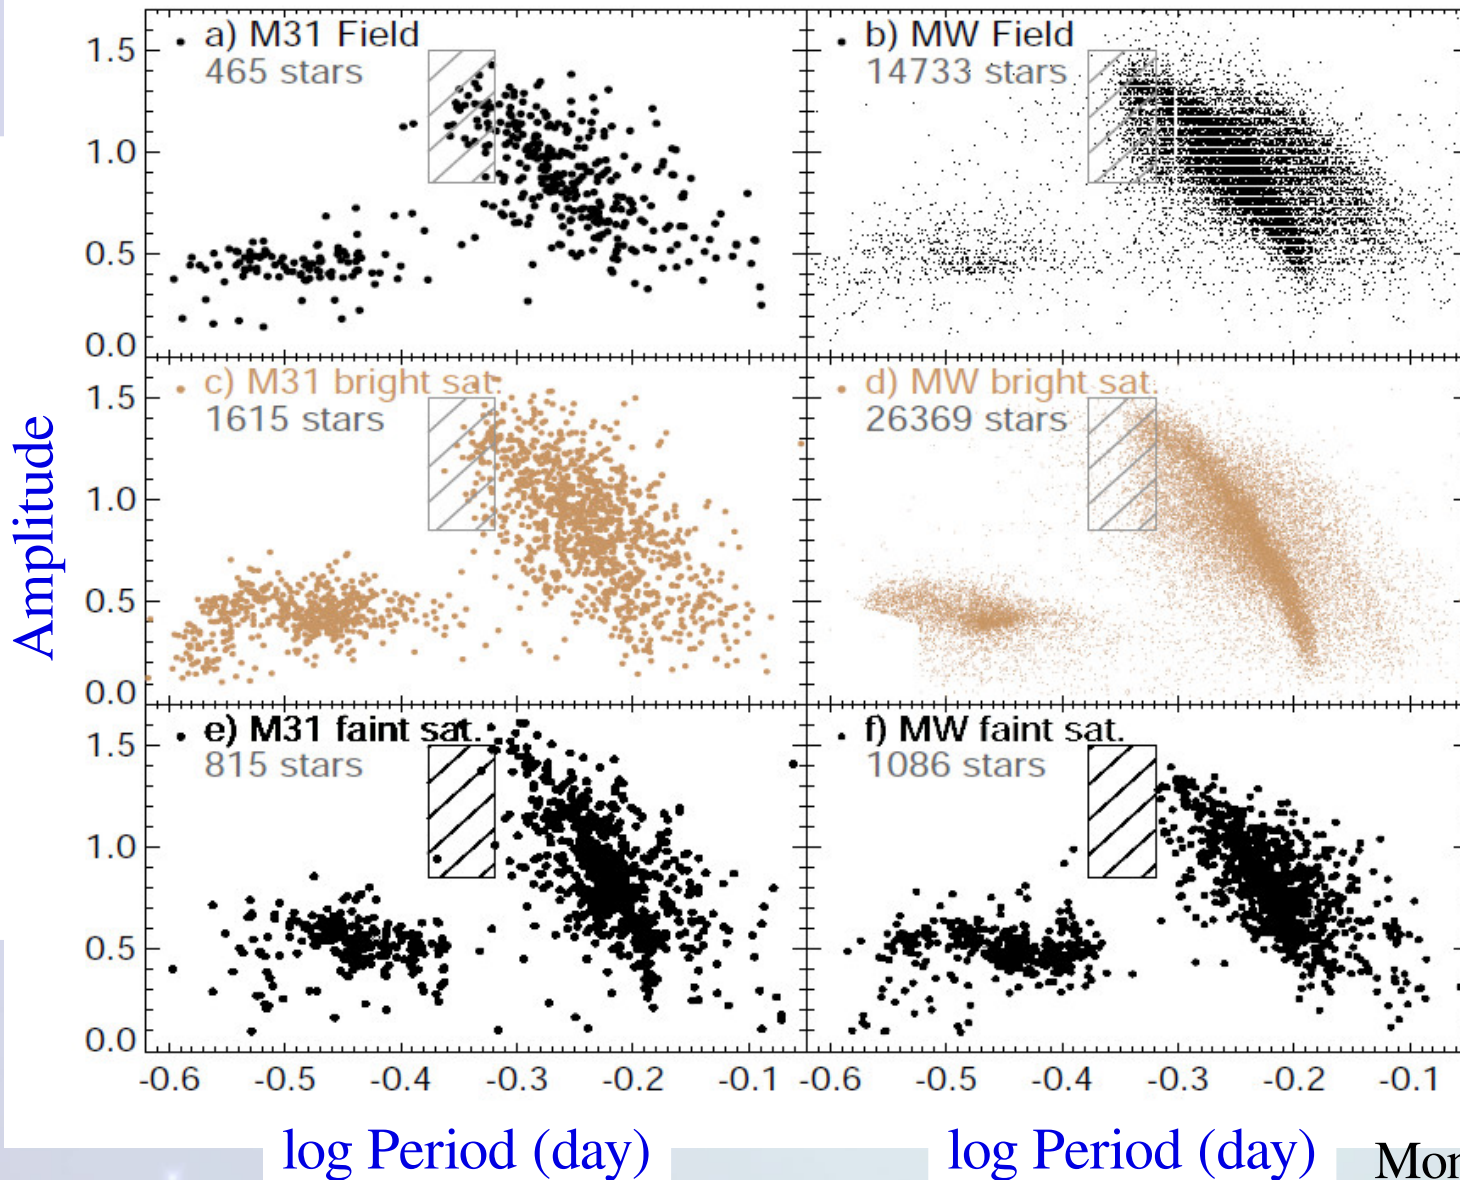 a) M31 Field
465 stars
b) MW Field
14733 stars
1.5
1.0
0.5
0.0
c) M31 bright sat.
1615 stars
d) MW bright sat.
26369 stars
1.5
1.0
0.5
0.0
Amplitude
e) M31 faint sat.
815 stars
f) MW faint sat.
1086 stars
1.5
1.0
0.5
0.0
-0.6 -0.5 -0.4 -0.3 -0.2 -0.1 -0.6 -0.5 -0.4 -0.3 -0.2 -0.1
log Period (day) log Period (day)